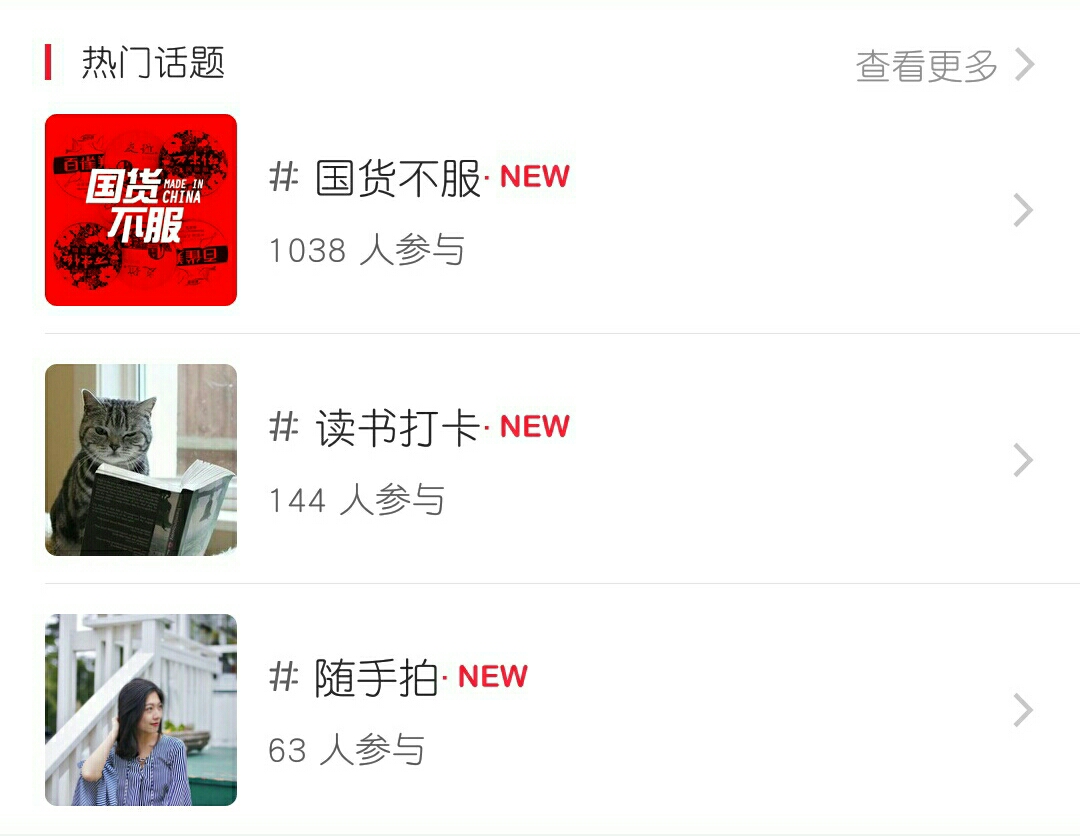 热门话题
查看更多
国货
MADE IN
CHINA
不服
# 国货不服· NEW
1038 人参与
# 读书打卡· NEW
144 人参与
# 随手拍· NEW
63 人参与